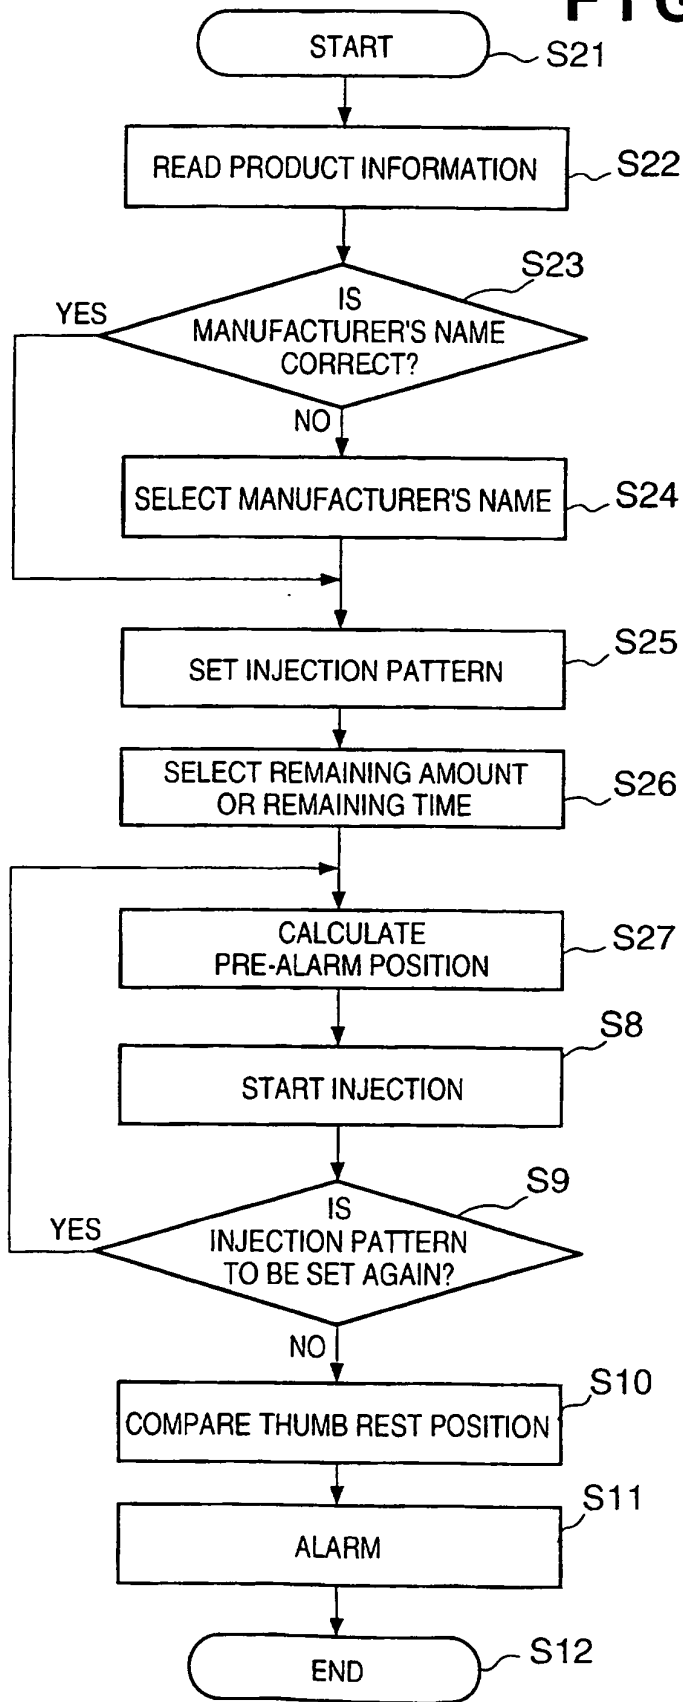 FIG
START
S21
READ PRODUCT INFORMATION
S22
S23
YES
IS
MANUFACTURER'S NAME
CORRECT?
NO
SELECT MANUFACTURER'S NAME
S24
SET INJECTION PATTERN
S25
SELECT REMAINING AMOUNT
OR REMAINING TIME
S26
CALCULATE
PRE-ALARM POSITION
S27
START INJECTION
S8
S9
YES
IS
INJECTION PATTERN
TO BE SET AGAIN?
NO
COMPARE THUMB REST POSITION
S10
ALARM
S11
END
S12